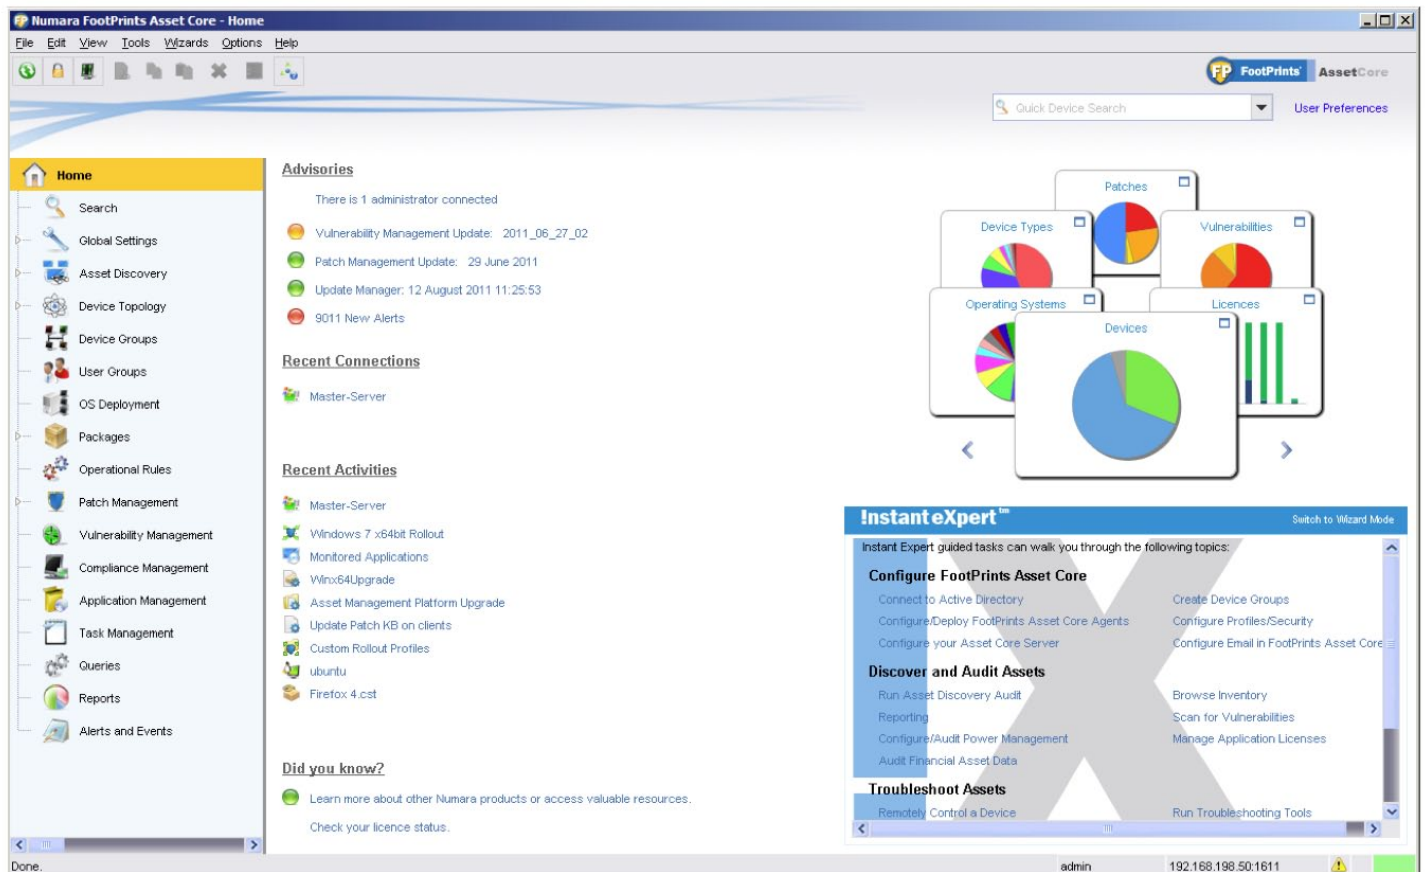 Numara FootPrints Asset Core - Home
File Edit View Tools Wizards Options Help
FP FootPrints AssetCore
Quick Device Search
User Preferences
Home
Search
Global Settings
Asset Discovery
Device Topology
Device Groups
User Groups
OS Deployment
Packages
Operational Rules
Patch Management
Vulnerability Management
Compliance Management
Application Management
Task Management
Queries
Reports
Alerts and Events
Advisories
There is 1 administrator connected
Vulnerability Management Update: 2011_06_27_02
Patch Management Update: 29 June 2011
Update Manager: 12 August 2011 11:25:53
9011 New Alerts
Recent Connections
Master-Server
Recent Activities
Master-Server
Windows 7 x64bit Rollout
Monitored Applications
Winx64Upgrade
Asset Management Platform Upgrade
Update Patch KB on clients
Custom Rollout Profiles
ubuntu
Firefox 4.cst
Did you know?
Learn more about other Numara products or access valuable resources.
Check your licence status.
Patches
Device Types
Vulnerabilities
Operating Systems
Licences
Devices
InstanteXpert tm
Switch to Wizard Mode
Instant Expert guided tasks can walk you through the following topics:
Configure FootPrints Asset Core
Connect to Active Directory Create Device Groups
Configure/Deploy FootPrints Asset Core Agents Configure Profiles/Security
Configure your Asset Core Server Configure Email in FootPrints Asset Core
Discover and Audit Assets
Run Asset Discovery Audit Browse Inventory
Reporting Scan for Vulnerabilities
Configure/Audit Power Management Manage Application Licenses
Audit Financial Asset Data
Troubleshoot Assets
Remotely Control a Device Run Troubleshooting Tools
Done. admin 192.168.198.50:1611